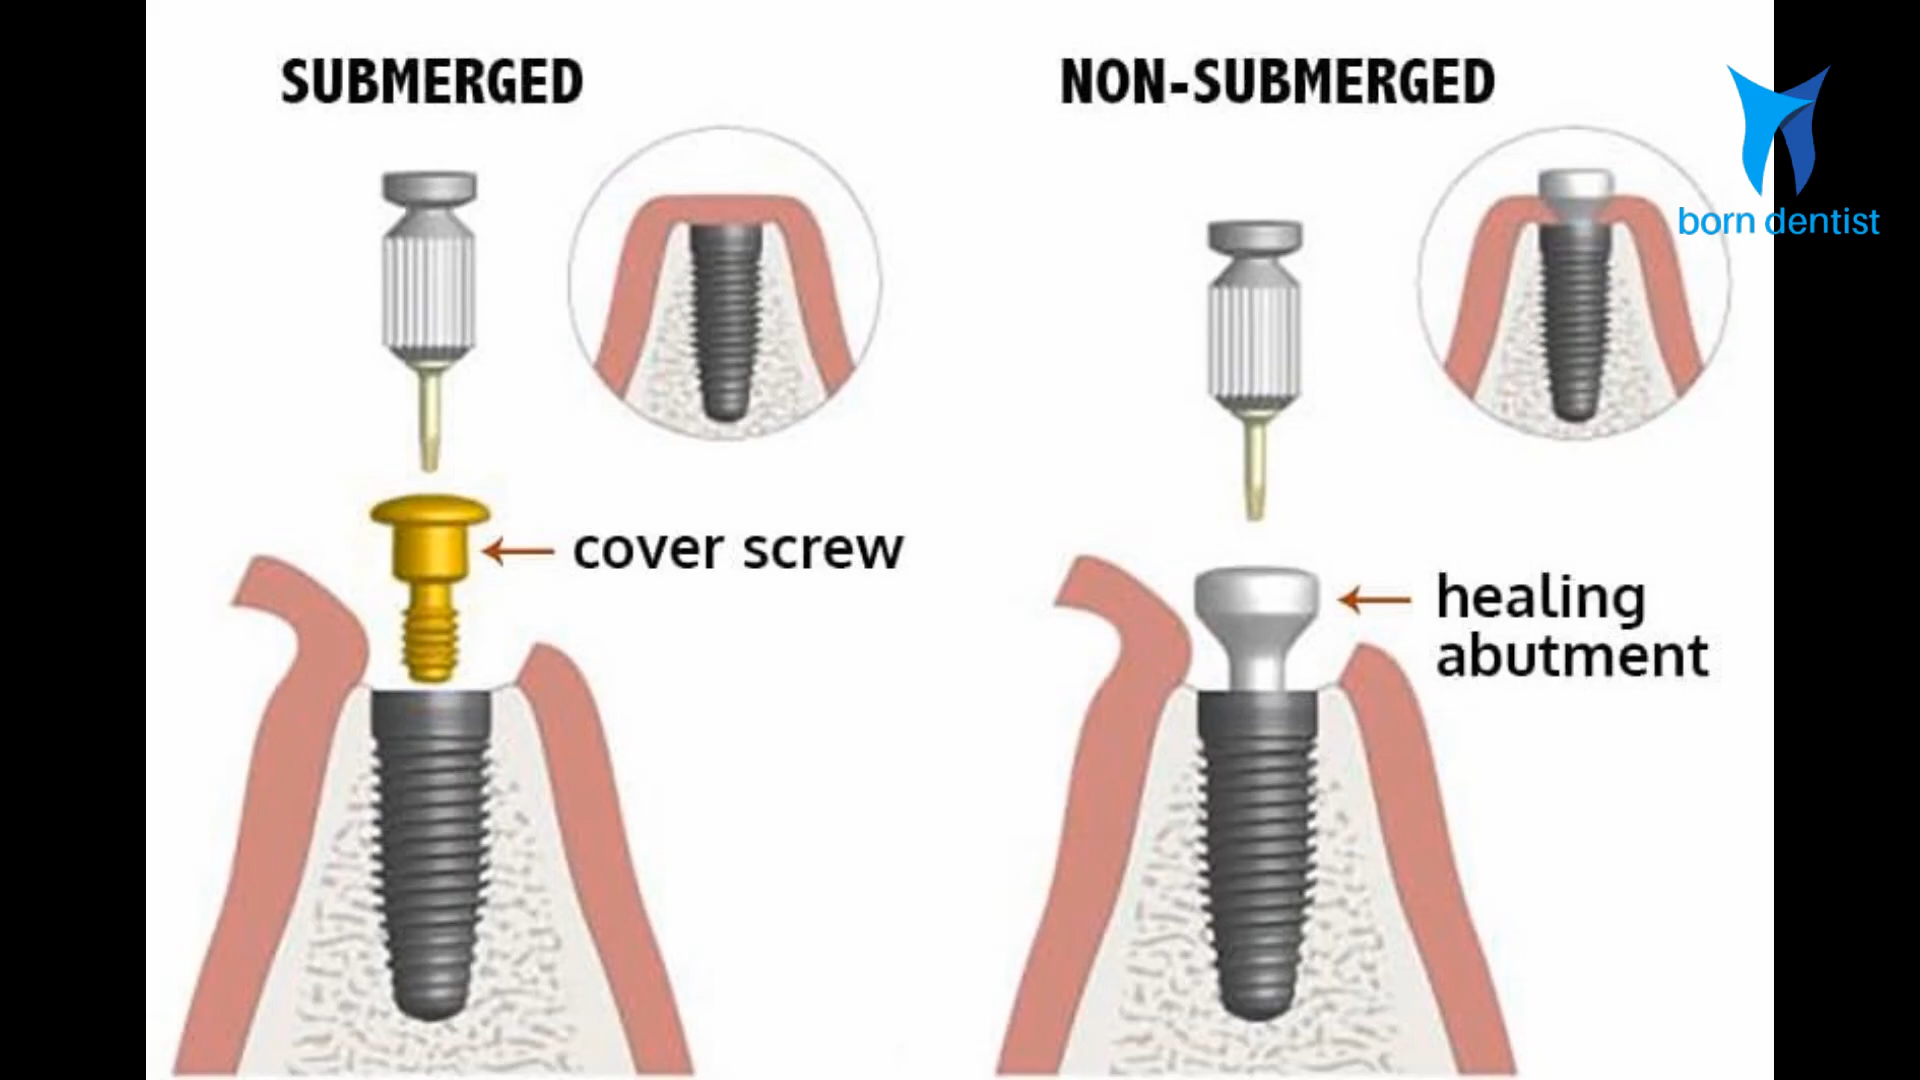 SUBMERGED
NON-SUBMERGED
born dentist
cover screw
healing
abutment